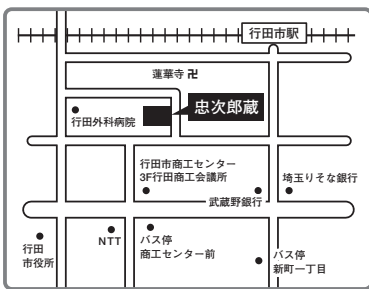 行田市駅
蓮華寺 卍
忠次郎蔵
行田外科病院
行田市商工センター
3F行田商工会議所
埼玉りそな銀行
武蔵野銀行
行田
市役所
NTT
バス停
商工センター前
バス停
新町一丁目